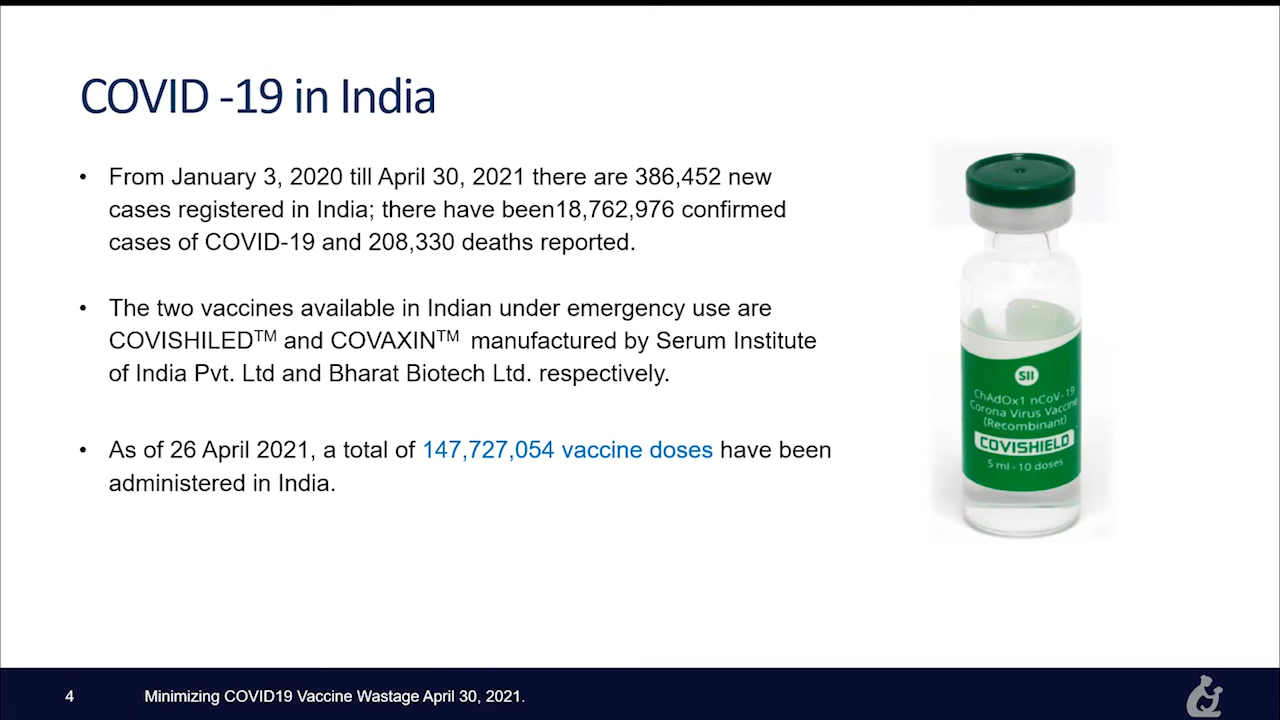 COVID -19 in India
• From January 3, 2020 till April 30, 2021 there are 386,452 new
cases registered in India; there have been18,762,976 confirmed
cases of COVID-19 and 208,330 deaths reported.
• The two vaccines available in Indian under emergency use are
COVISHILED™ and COVAXIN™ manufactured by Serum Institute
of India Pvt. Ltd and Bharat Biotech Ltd. respectively.
• As of 26 April 2021, a total of 147,727,054 vaccine doses have been
administered in India.
SII
ChAdOx1 nCoV-19
Corona Virus Vaccine
(Recombinant)
COVISHIELD
5 ml - 10 doses
4
Minimizing COVID19 Vaccine Wastage April 30, 2021.